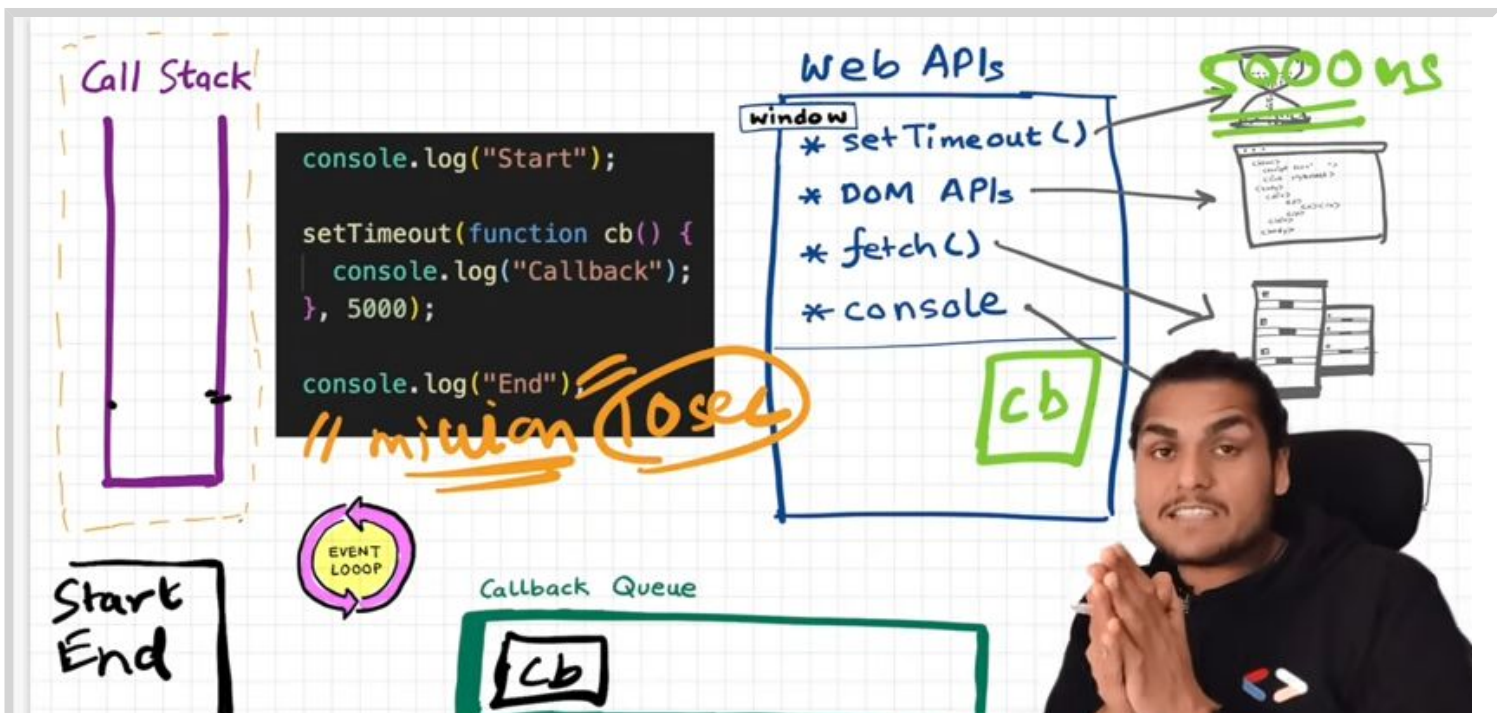 Call Stack
console.log("Start");
setTimeout(function cb() {
console.log("Callback");
}, 5000);
console.log("End");
// million 10sec
Web APIs
window
* setTimeout()
* DOM APIs
* fetch()
* console
cb
5000ms
EVENT
LOOOP
Start
End
Callback Queue
cb